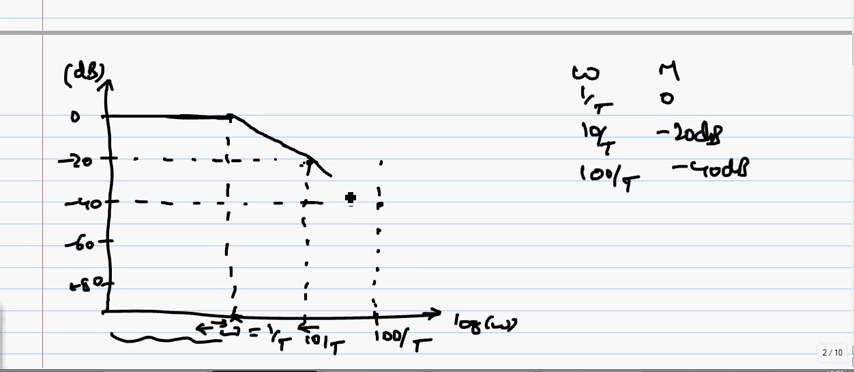 (dB)
0
-20
-40
-60
-80
ω = 1/T 10/T 100/T log(ω)
ω M
1/T 0
10/T -20dB
100/T -40dB
2 / 10